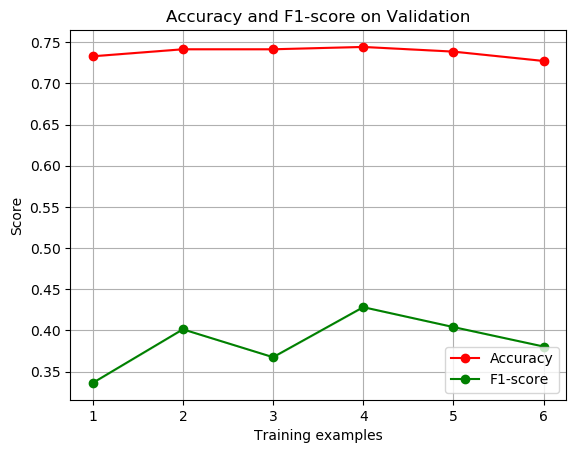 Accuracy and F1-score on Validation
0.75
0.70
0.65
0.60
0.55
0.50
0.45
0.40
0.35
Score
Accuracy
F1-score
1 2 3 4 5 6
Training examples